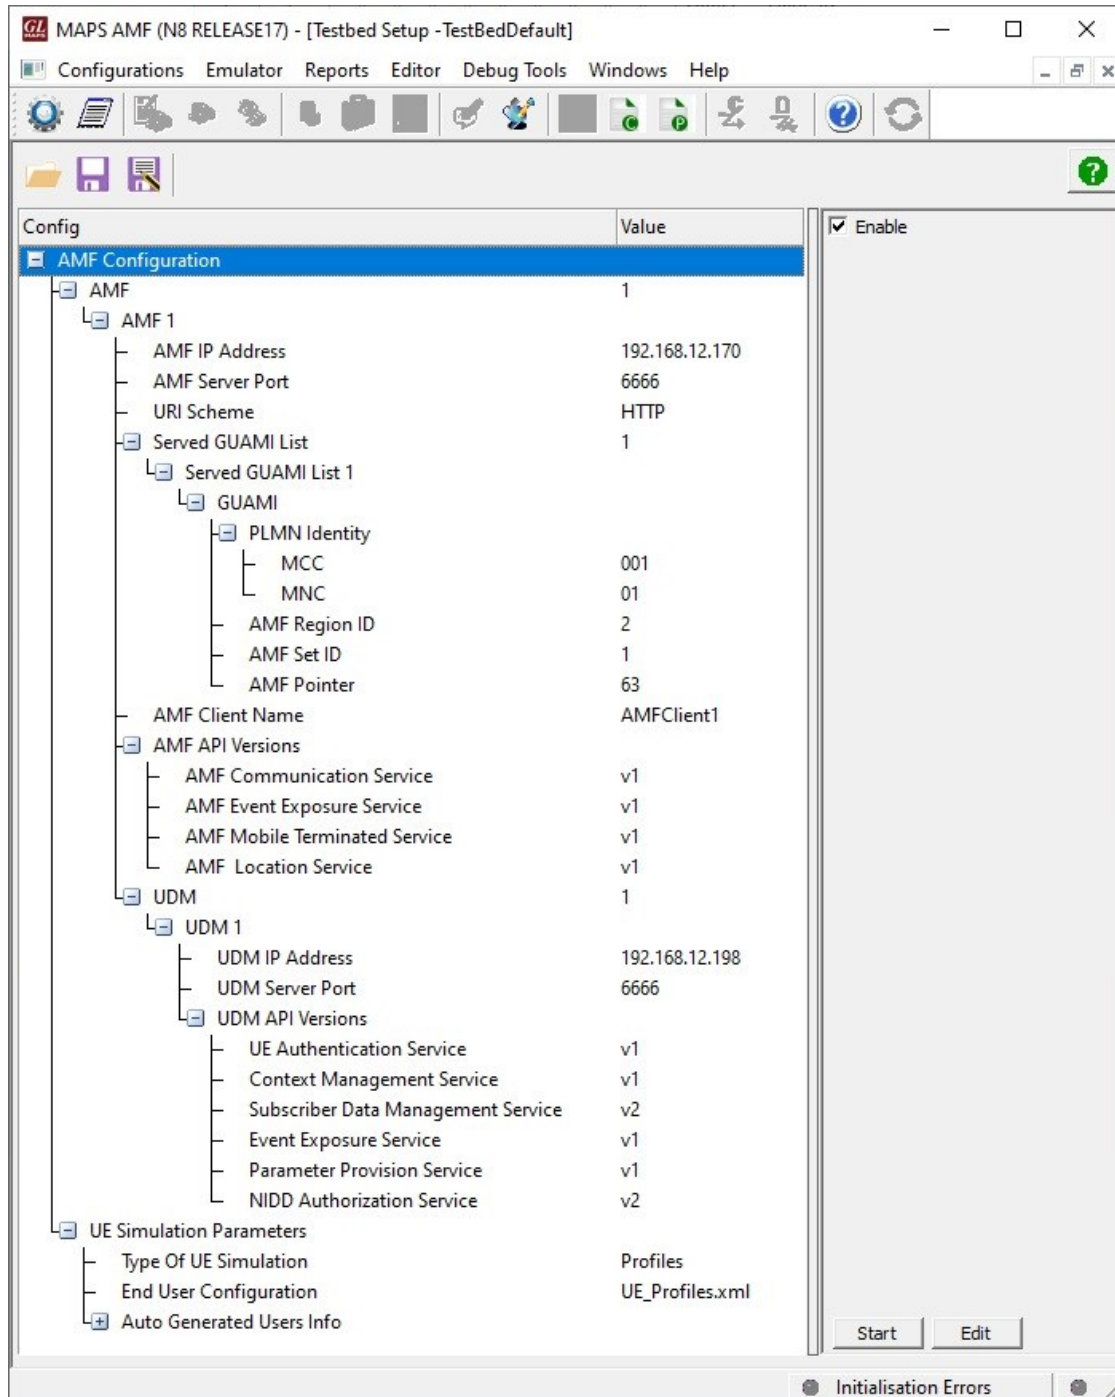 GL MAPS MAPS AMF (N8 RELEASE17) - [Testbed Setup -TestBedDefault]
Configurations Emulator Reports Editor Debug Tools Windows Help
Config Value
Enable
AMF Configuration
AMF 1
AMF 1
AMF IP Address 192.168.12.170
AMF Server Port 6666
URI Scheme HTTP
Served GUAMI List 1
Served GUAMI List 1
GUAMI
PLMN Identity
MCC 001
MNC 01
AMF Region ID 2
AMF Set ID 1
AMF Pointer 63
AMF Client Name AMFClient1
AMF API Versions
AMF Communication Service v1
AMF Event Exposure Service v1
AMF Mobile Terminated Service v1
AMF Location Service v1
UDM 1
UDM 1
UDM IP Address 192.168.12.198
UDM Server Port 6666
UDM API Versions
UE Authentication Service v1
Context Management Service v1
Subscriber Data Management Service v2
Event Exposure Service v1
Parameter Provision Service v1
NIDD Authorization Service v2
UE Simulation Parameters
Type Of UE Simulation Profiles
End User Configuration UE_Profiles.xml
Auto Generated Users Info
Start Edit
Initialisation Errors